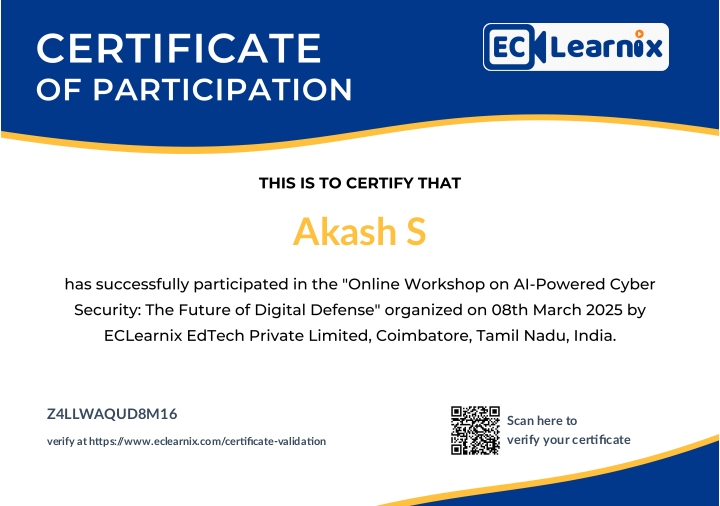 CERTIFICATE
OF PARTICIPATION
EC Learnix
THIS IS TO CERTIFY THAT
Akash S
has successfully participated in the "Online Workshop on AI-Powered Cyber
Security: The Future of Digital Defense" organized on 08th March 2025 by
ECLearnix EdTech Private Limited, Coimbatore, Tamil Nadu, India.
Z4LLWAQUD8M16
verify at https://www.eclearnix.com/certificate-validation
Scan here to
verify your certificate